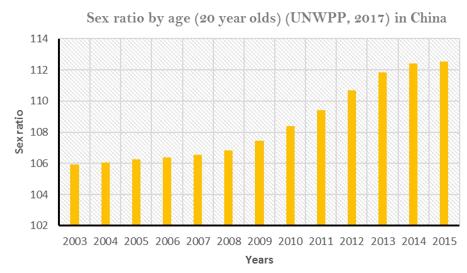 Sex ratio by age (20 year olds) (UNWPP, 2017) in China
114
112
110
108
106
104
102
Sex ratio
2003 2004 2005 2006 2007 2008 2009 2010 2011 2012 2013 2014 2015
Years